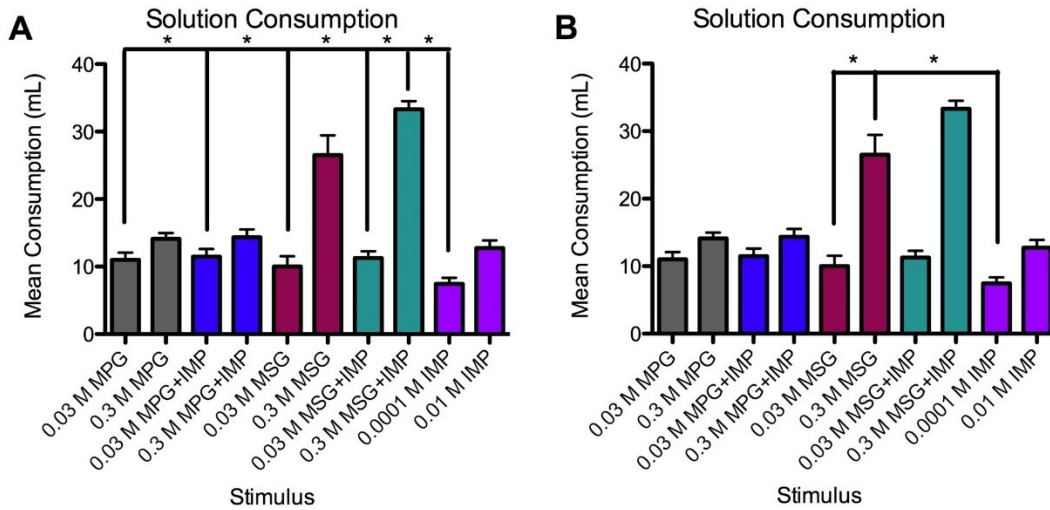 A
Solution Consumption
* * * * *
Mean Consumption (mL)
40
30
20
10
0
0.03 M MPG
0.3 M MPG
0.03 M MPG+IMP
0.3 M MPG+IMP
0.03 M MSG
0.3 M MSG
0.03 M MSG+IMP
0.3 M MSG+IMP
0.0001 M IMP
0.01 M IMP
Stimulus
B
Solution Consumption
* *
Mean Consumption (mL)
40
30
20
10
0
0.03 M MPG
0.3 M MPG
0.03 M MPG+IMP
0.3 M MPG+IMP
0.03 M MSG
0.3 M MSG
0.03 M MSG+IMP
0.3 M MSG+IMP
0.0001 M IMP
0.01 M IMP
Stimulus